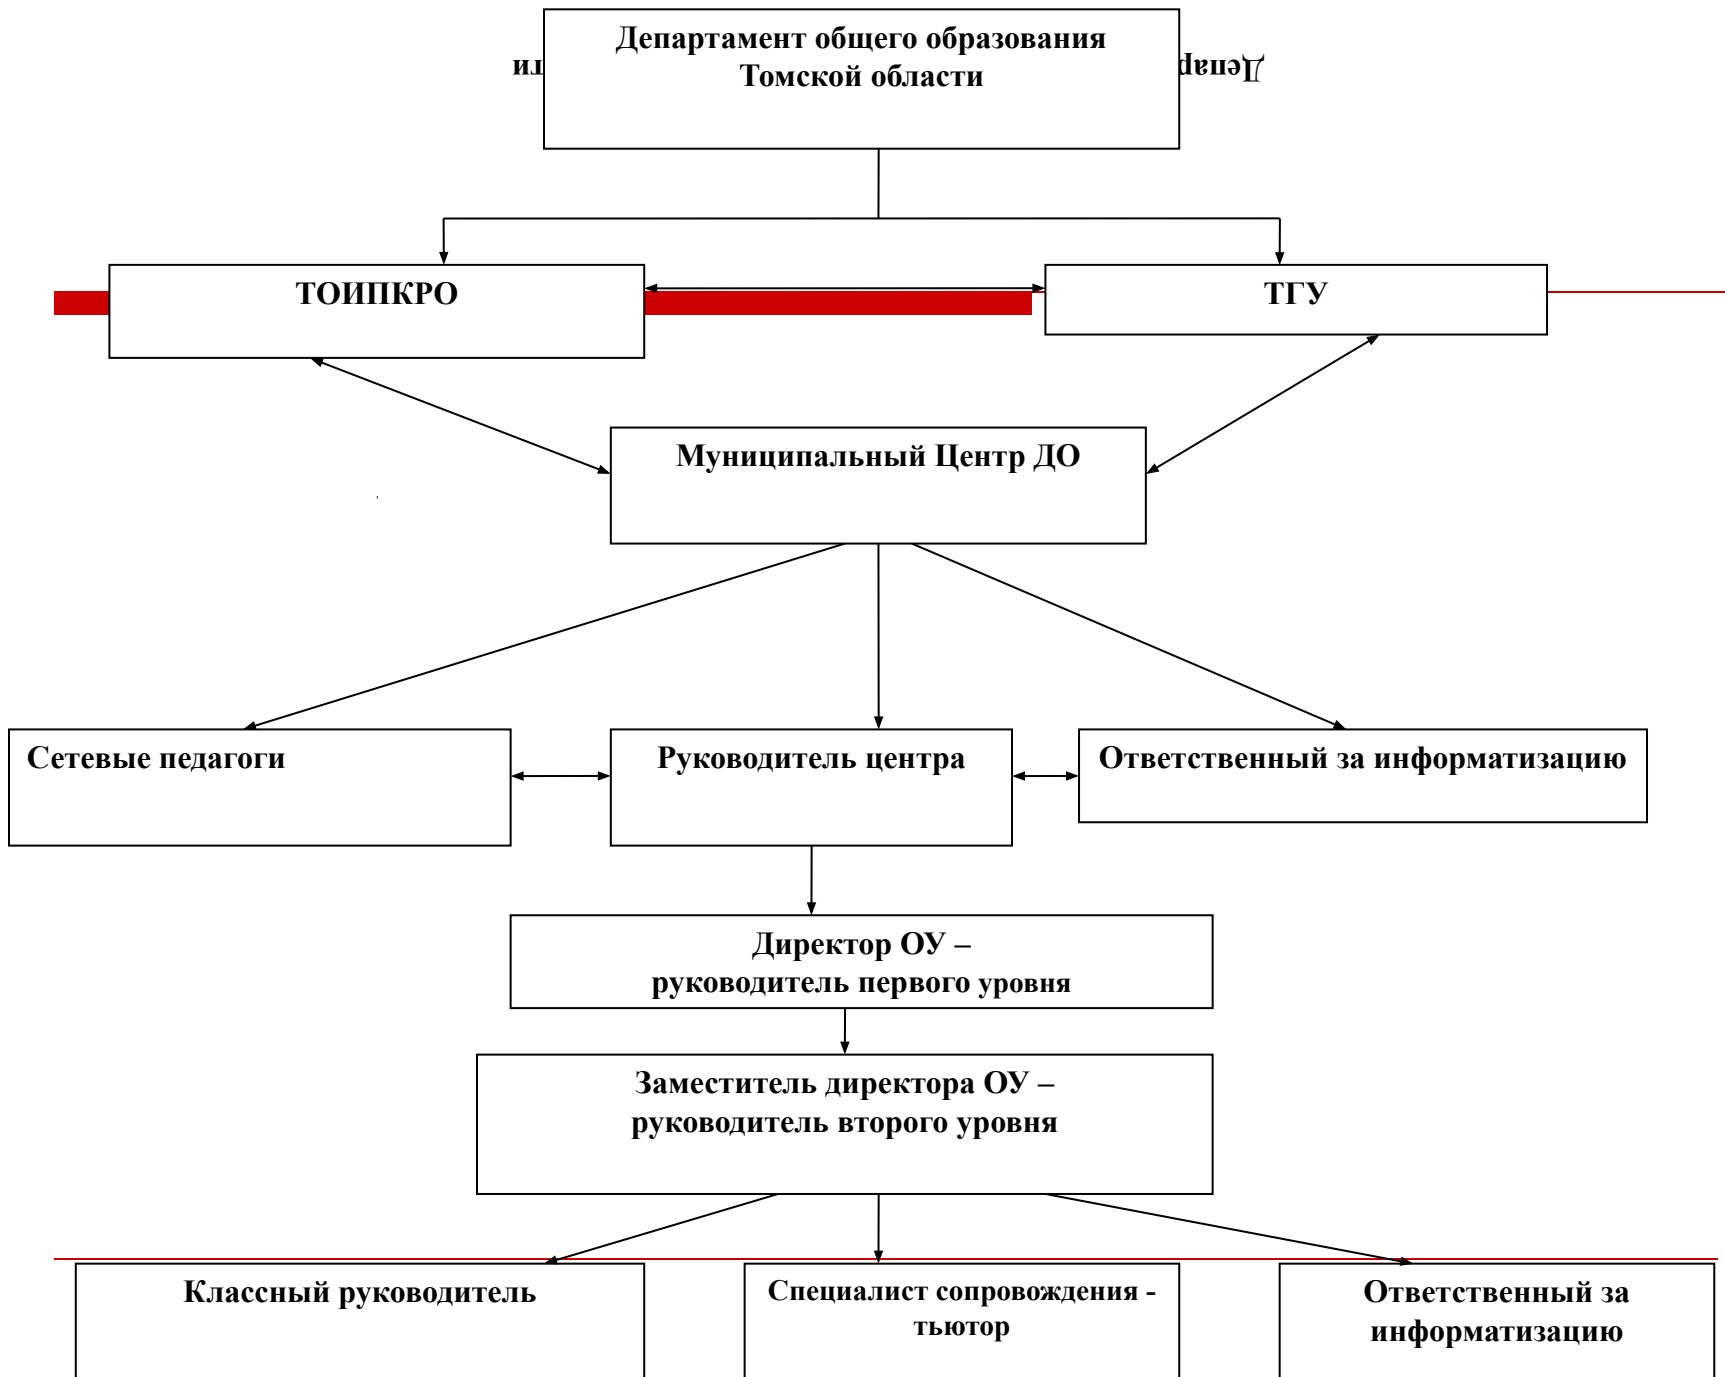 Департамент общего образования
Томской области
ТОИПКРО
ТГУ
Муниципальный Центр ДО
Сетевые педагоги
Руководитель центра
Ответственный за информатизацию
Директор ОУ –
руководитель первого уровня
Заместитель директора ОУ –
руководитель второго уровня
Классный руководитель
Специалист сопровождения -
тьютор
Ответственный за
информатизацию